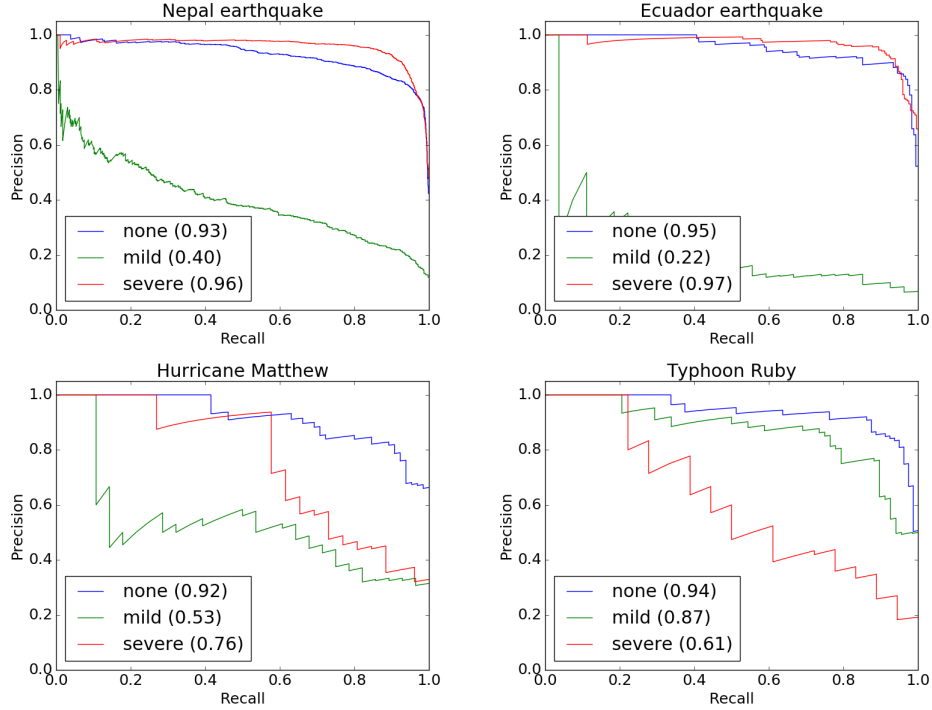 Nepal earthquake
1.0
0.8
0.6
0.4
0.2
0.0
Precision
none (0.93)
mild (0.40)
severe (0.96)
0.0 0.2 0.4 0.6 0.8 1.0
Recall
Ecuador earthquake
1.0
0.8
0.6
0.4
0.2
0.0
Precision
none (0.95)
mild (0.22)
severe (0.97)
0.0 0.2 0.4 0.6 0.8 1.0
Recall
Hurricane Matthew
1.0
0.8
0.6
0.4
0.2
0.0
Precision
none (0.92)
mild (0.53)
severe (0.76)
0.0 0.2 0.4 0.6 0.8 1.0
Recall
Typhoon Ruby
1.0
0.8
0.6
0.4
0.2
0.0
Precision
none (0.94)
mild (0.87)
severe (0.61)
0.0 0.2 0.4 0.6 0.8 1.0
Recall